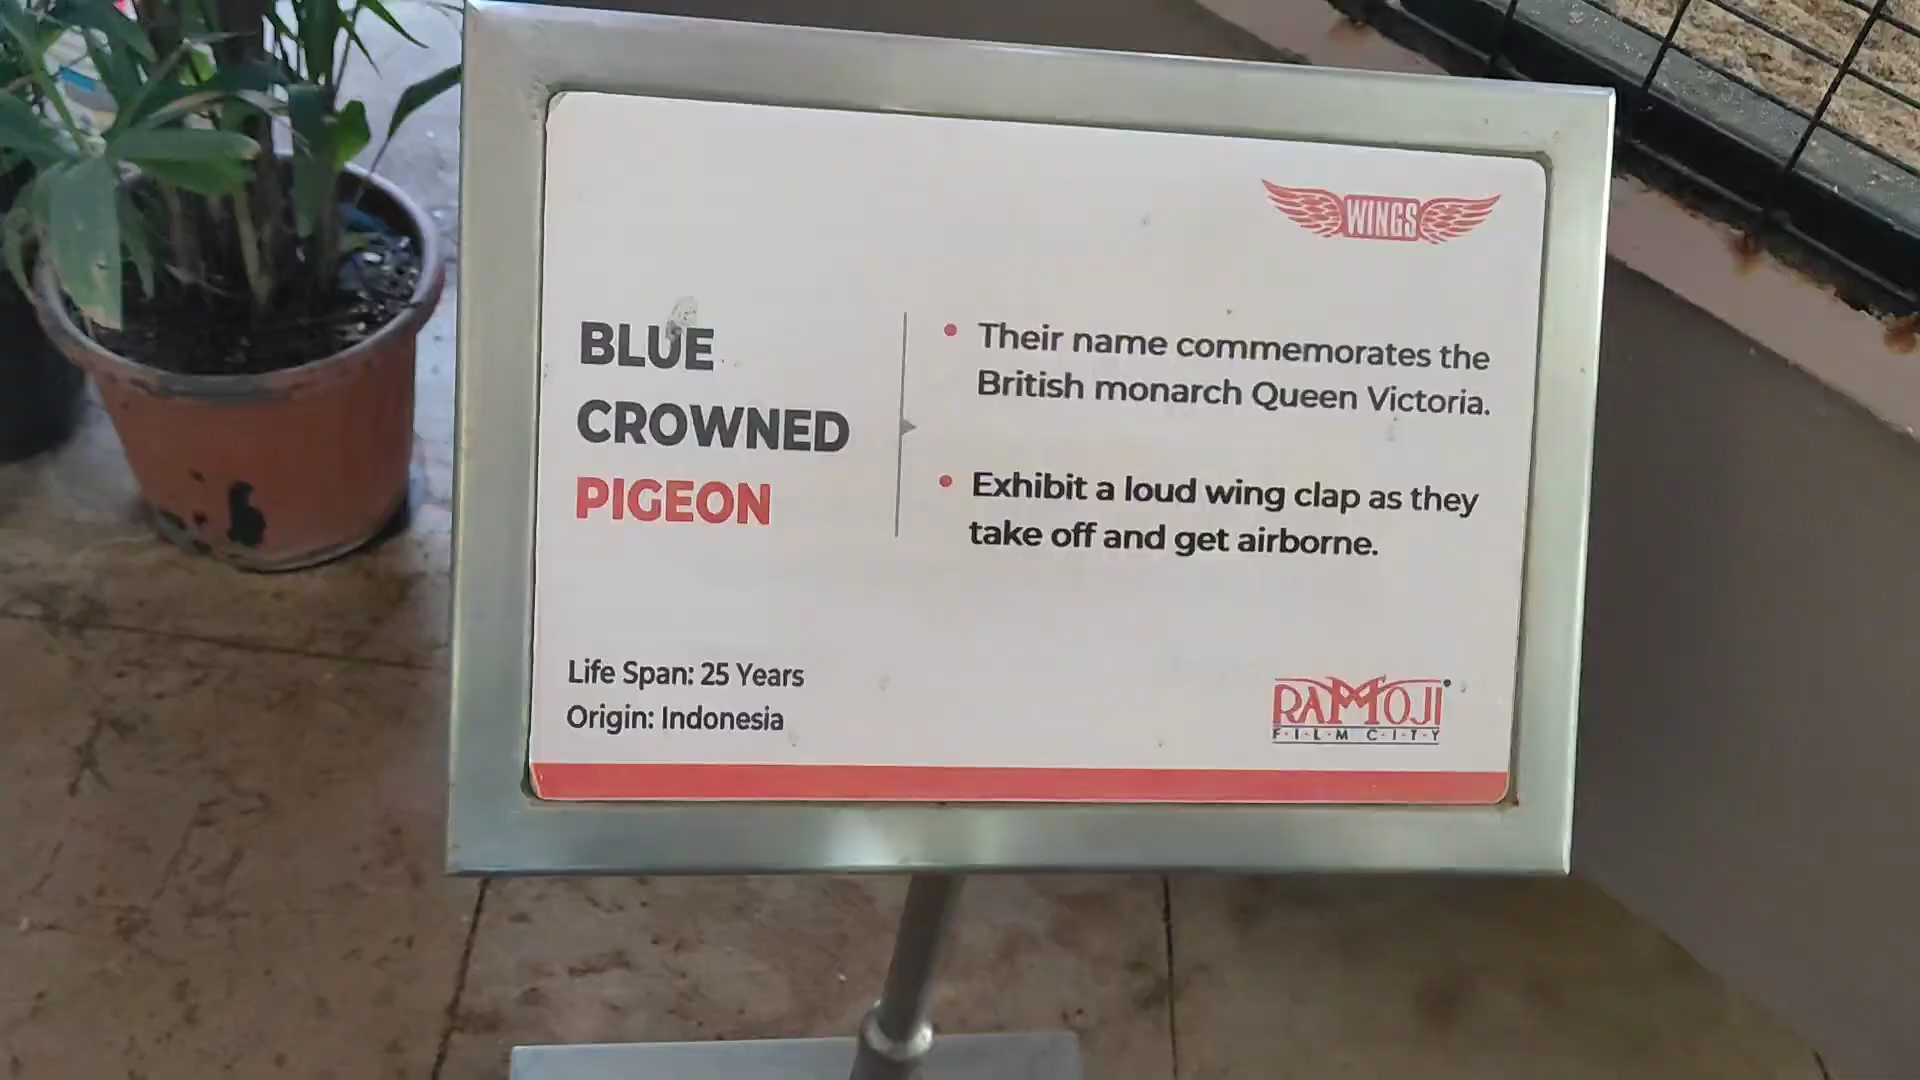 WINGS
BLUE
CROWNED
PIGEON
Their name commemorates the
British monarch Queen Victoria.
Exhibit a loud wing clap as they
take off and get airborne.
Life Span: 25 Years
Origin: Indonesia
RAMOJI
F·I·L·M C·I·T·Y